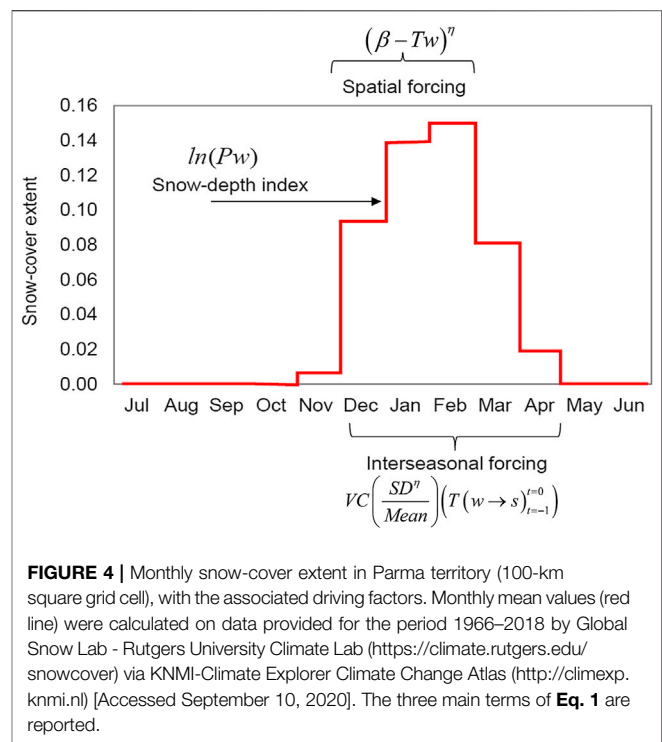 (β – Tw)^η
Spatial forcing
0.16
0.14
0.12
0.10
0.08
0.06
0.04
0.02
0.00
Snow-cover extent
ln(Pw)
Snow-depth index
Jul Aug Sep Oct Nov Dec Jan Feb Mar Apr May Jun
Interseasonal forcing
VC(SD^η/Mean)(T(w→s)^{t=0}_{t=-1})
FIGURE 4 | Monthly snow-cover extent in Parma territory (100-km
square grid cell), with the associated driving factors. Monthly mean values (red
line) were calculated on data provided for the period 1966–2018 by Global
Snow Lab - Rutgers University Climate Lab (https://climate.rutgers.edu/
snowcover) via KNMI-Climate Explorer Climate Change Atlas (http://climexp.
knmi.nl) [Accessed September 10, 2020]. The three main terms of Eq. 1 are
reported.